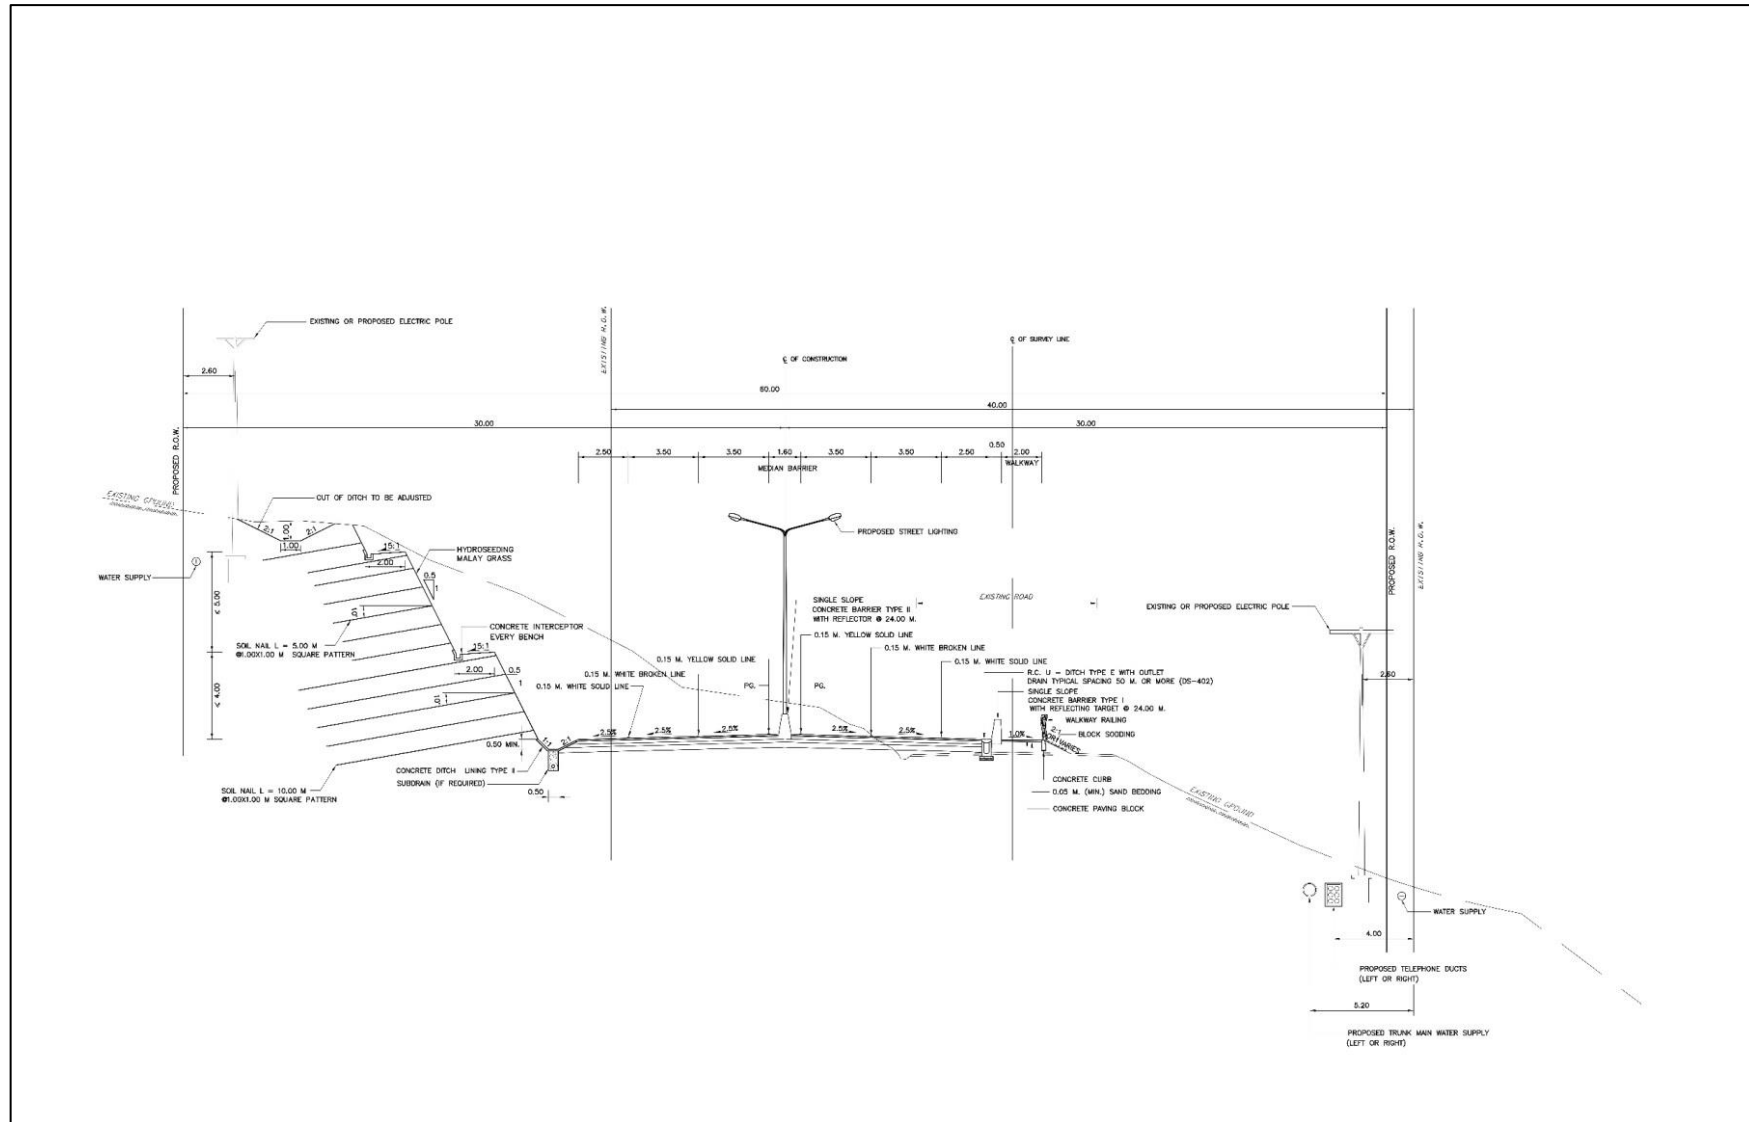 EXISTING OR PROPOSED ELECTRIC POLE
2.60
PROPOSED R.O.W.
EXISTING R.O.W.
℄ OF CONSTRUCTION
℄ OF SURVEY LINE
60.00
40.00
30.00
30.00
2.50
3.50
3.50
1.60
3.50
3.50
2.50
0.50
2.00
MEDIAN BARRIER
WALKWAY
EXISTING GROUND
CUT OF DITCH TO BE ADJUSTED
2:1
1.00
2:1
1.00
15:1
2.00
HYDROSEEDING
MALAY GRASS
0.5
1
WATER SUPPLY
≤ 5.00
10
SOIL NAIL L = 5.00 M
@1.00X1.00 M SQUARE PATTERN
CONCRETE INTERCEPTOR
EVERY BENCH
15:1
2.00
0.5
1
≤ 4.00
10
PROPOSED STREET LIGHTING
SINGLE SLOPE
CONCRETE BARRIER TYPE II
WITH REFLECTOR @ 24.00 M.
EXISTING ROAD
0.15 M. YELLOW SOLID LINE
0.15 M. WHITE BROKEN LINE
0.15 M. WHITE SOLID LINE
0.15 M. YELLOW SOLID LINE
0.15 M. WHITE BROKEN LINE
0.15 M. WHITE SOLID LINE
PG.
PG.
R.C. U - DITCH TYPE E WITH OUTLET
DRAIN TYPICAL SPACING 50 M. OR MORE (DS-402)
SINGLE SLOPE
CONCRETE BARRIER TYPE I
WITH REFLECTING TARGET @ 24.00 M.
WALKWAY RAILING
BLOCK SODDING
2:1
OR VARIES
0.50 MIN.
1:1
2:1
2.5%
2.5%
2.5%
2.5%
2.5%
1.0%
CONCRETE DITCH LINING TYPE II
SUBDRAIN (IF REQUIRED)
0.50
SOIL NAIL L = 10.00 M
@1.00X1.00 M SQUARE PATTERN
CONCRETE CURB
0.05 M. (MIN.) SAND BEDDING
CONCRETE PAVING BLOCK
EXISTING GROUND
EXISTING OR PROPOSED ELECTRIC POLE
PROPOSED R.O.W.
EXISTING R.O.W.
2.60
WATER SUPPLY
4.00
PROPOSED TELEPHONE DUCTS
(LEFT OR RIGHT)
5.20
PROPOSED TRUNK MAIN WATER SUPPLY
(LEFT OR RIGHT)